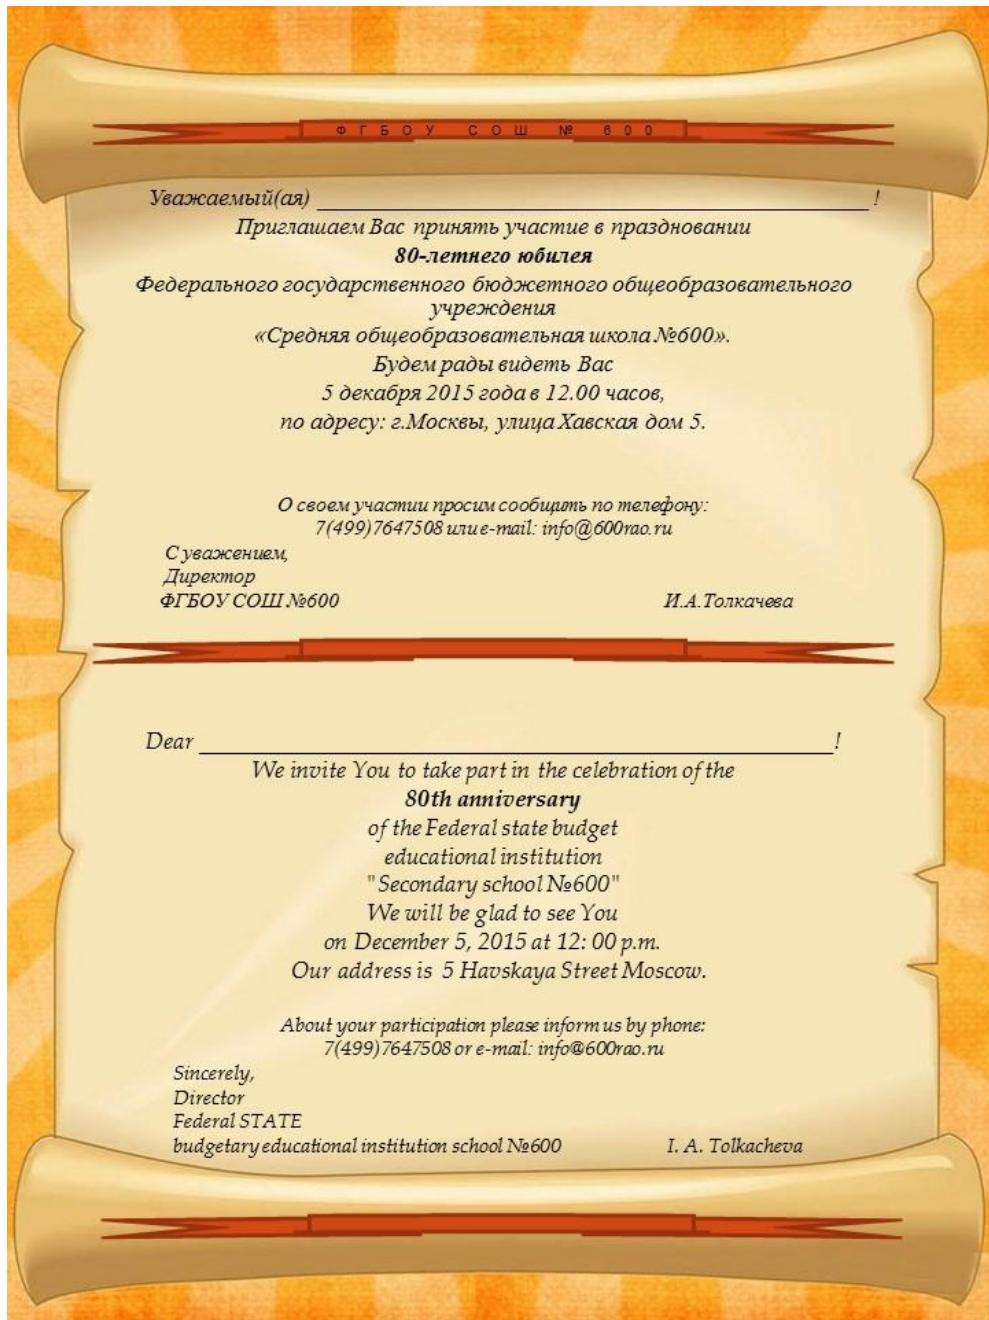 ФГБОУ СОШ № 600
Уважаемый(ая) ______________________________ !
Приглашаем Вас принять участие в праздновании
80-летнего юбилея
Федерального государственного бюджетного общеобразовательного
учреждения
«Средняя общеобразовательная школа №600».
Будем рады видеть Вас
5 декабря 2015 года в 12.00 часов,
по адресу: г.Москвы, улица Хавская дом 5.
О своем участии просим сообщить по телефону:
7(499)7647508 или e-mail: info@600rao.ru
С уважением,
Директор
ФГБОУ СОШ №600 И.А.Толкачева
Dear ______________________________!
We invite You to take part in the celebration of the
80th anniversary
of the Federal state budget
educational institution
"Secondary school №600"
We will be glad to see You
on December 5, 2015 at 12: 00 p.m.
Our address is 5 Havskaya Street Moscow.
About your participation please inform us by phone:
7(499)7647508 or e-mail: info@600rao.ru
Sincerely,
Director
Federal STATE
budgetary educational institution school №600 I. A. Tolkacheva